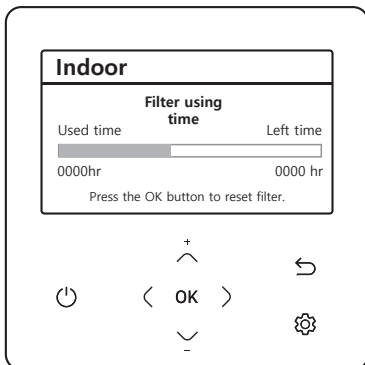 Indoor
Filter using
time
Used time Left time
0000hr 0000 hr
Press the OK button to reset filter.
+
OK
-